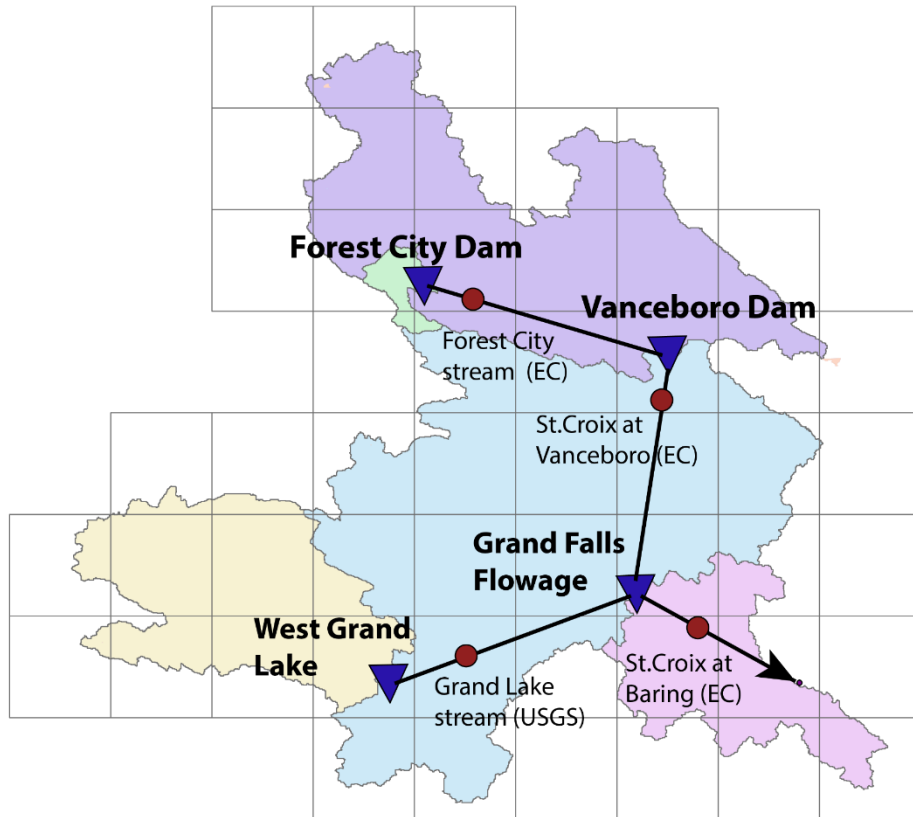 Forest City Dam
Vanceboro Dam
Forest City
stream (EC)
St.Croix at
Vanceboro (EC)
Grand Falls
Flowage
West Grand
Lake
Grand Lake
stream (USGS)
St.Croix at
Baring (EC)